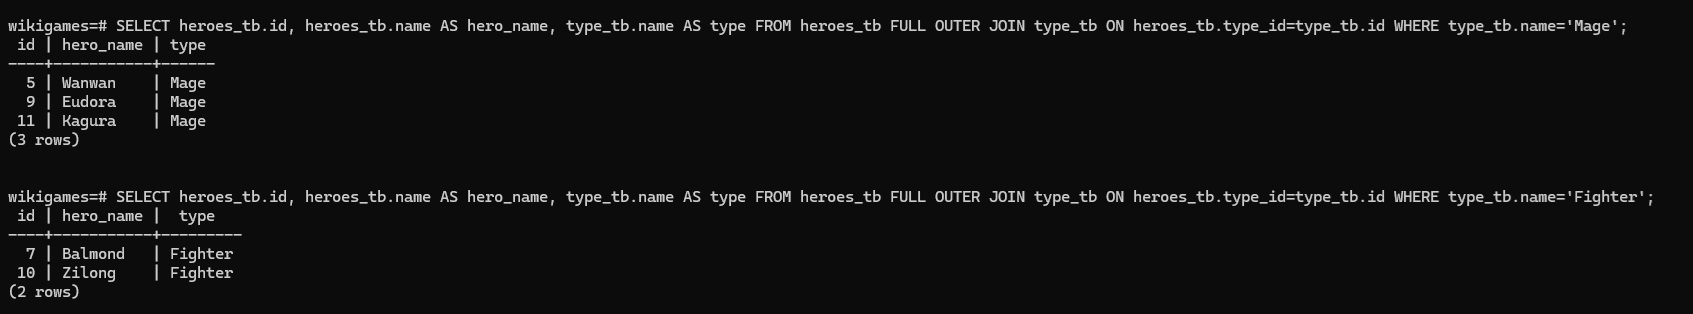 wikigames=# SELECT heroes_tb.id, heroes_tb.name AS hero_name, type_tb.name AS type FROM heroes_tb FULL OUTER JOIN type_tb ON heroes_tb.type_id=type_tb.id WHERE type_tb.name='Mage';
 id | hero_name | type
----+-----------+------
  5 | Wanwan    | Mage
  9 | Eudora    | Mage
 11 | Kagura    | Mage
(3 rows)
wikigames=# SELECT heroes_tb.id, heroes_tb.name AS hero_name, type_tb.name AS type FROM heroes_tb FULL OUTER JOIN type_tb ON heroes_tb.type_id=type_tb.id WHERE type_tb.name='Fighter';
 id | hero_name |  type
----+-----------+---------
  7 | Balmond   | Fighter
 10 | Zilong    | Fighter
(2 rows)